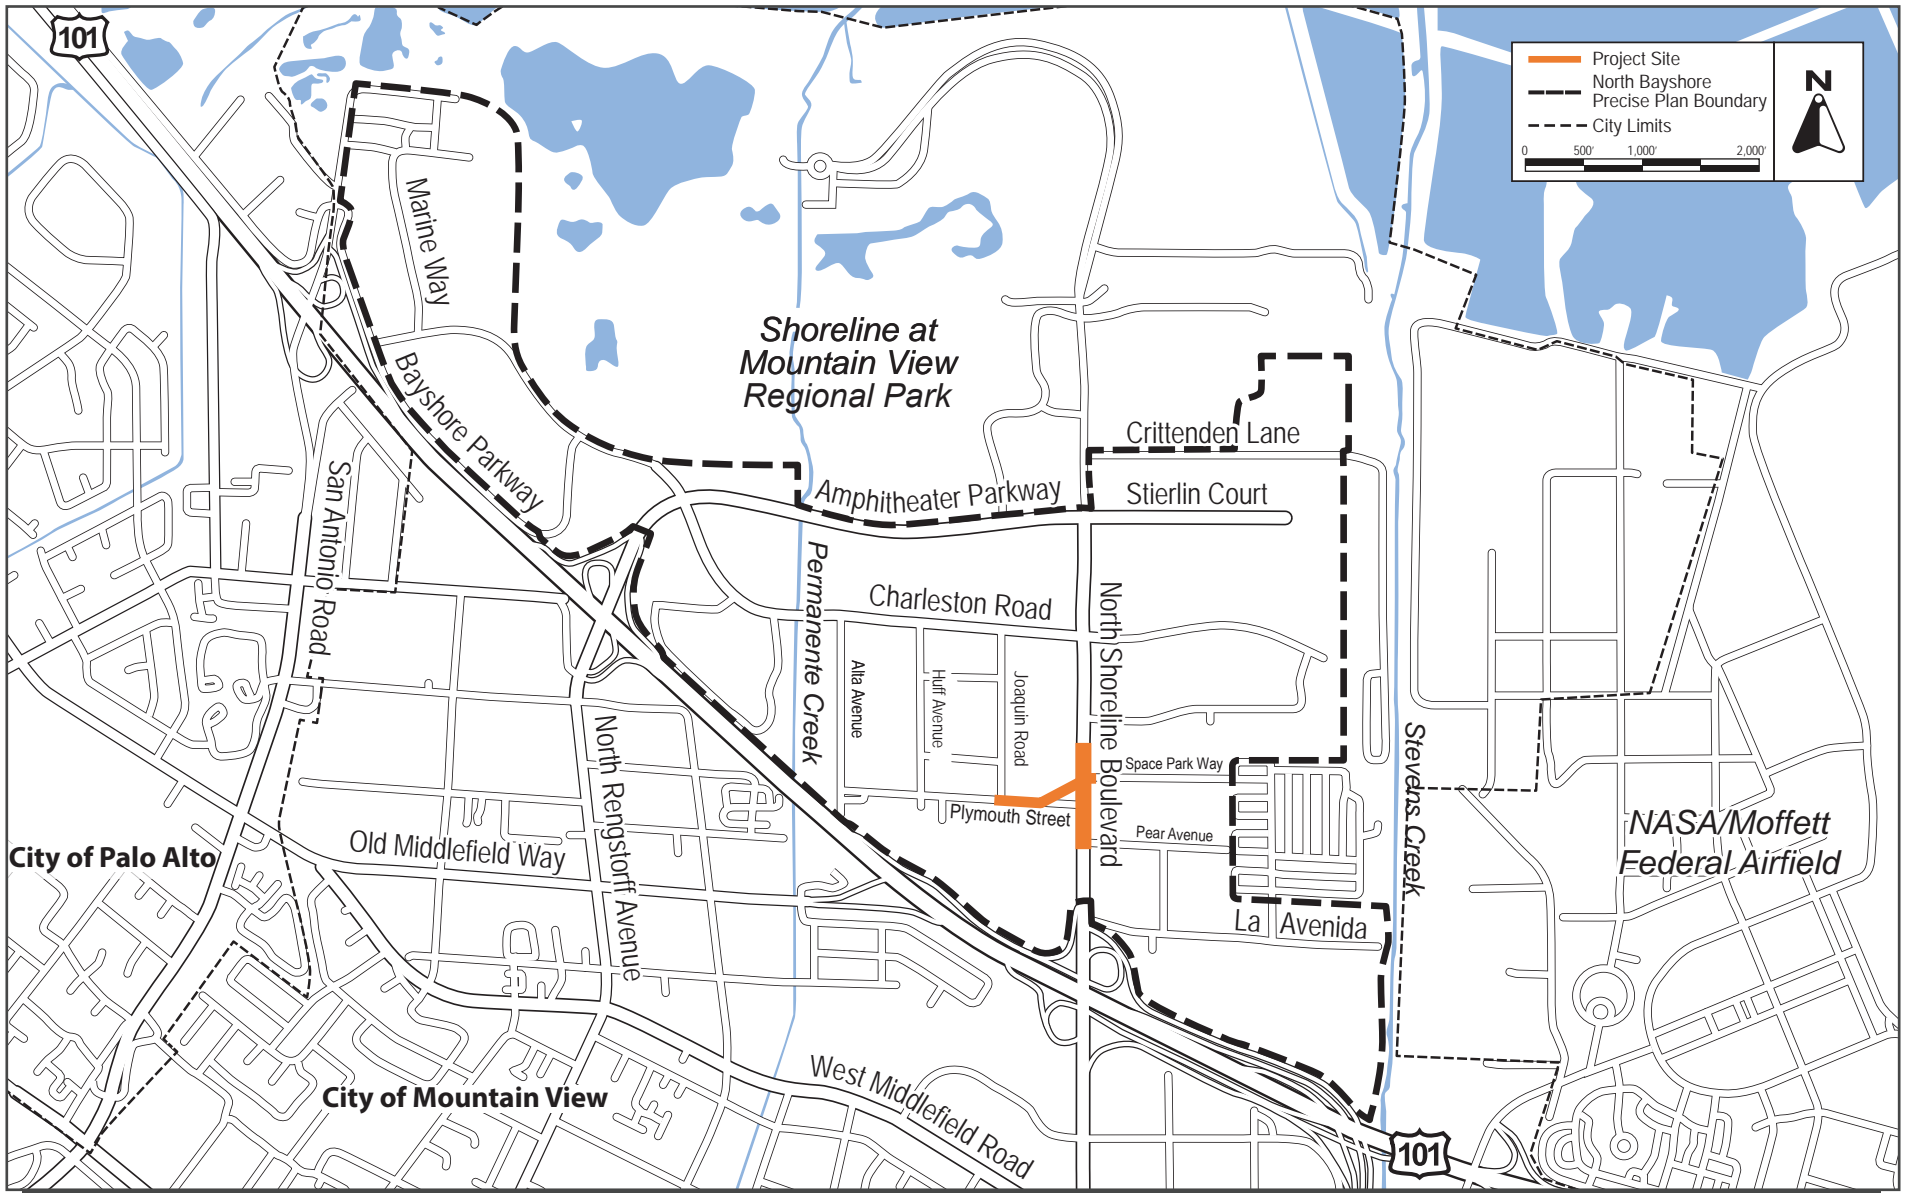 101
Project Site
North Bayshore
Precise Plan Boundary
City Limits
0 500' 1,000' 2,000'
N
Marine Way
Shoreline at
Mountain View
Regional Park
Bayshore Parkway
Crittenden Lane
Amphitheater Parkway
Stierlin Court
San Antonio Road
Permanente Creek
Charleston Road
North Shoreline Boulevard
Alta Avenue
Huff Avenue
Joaquin Road
North Rengstorff Avenue
Space Park Way
Plymouth Street
Pear Avenue
Stevens Creek
NASA/Moffett
Federal Airfield
City of Palo Alto
Old Middlefield Way
La Avenida
City of Mountain View
West Middlefield Road
101